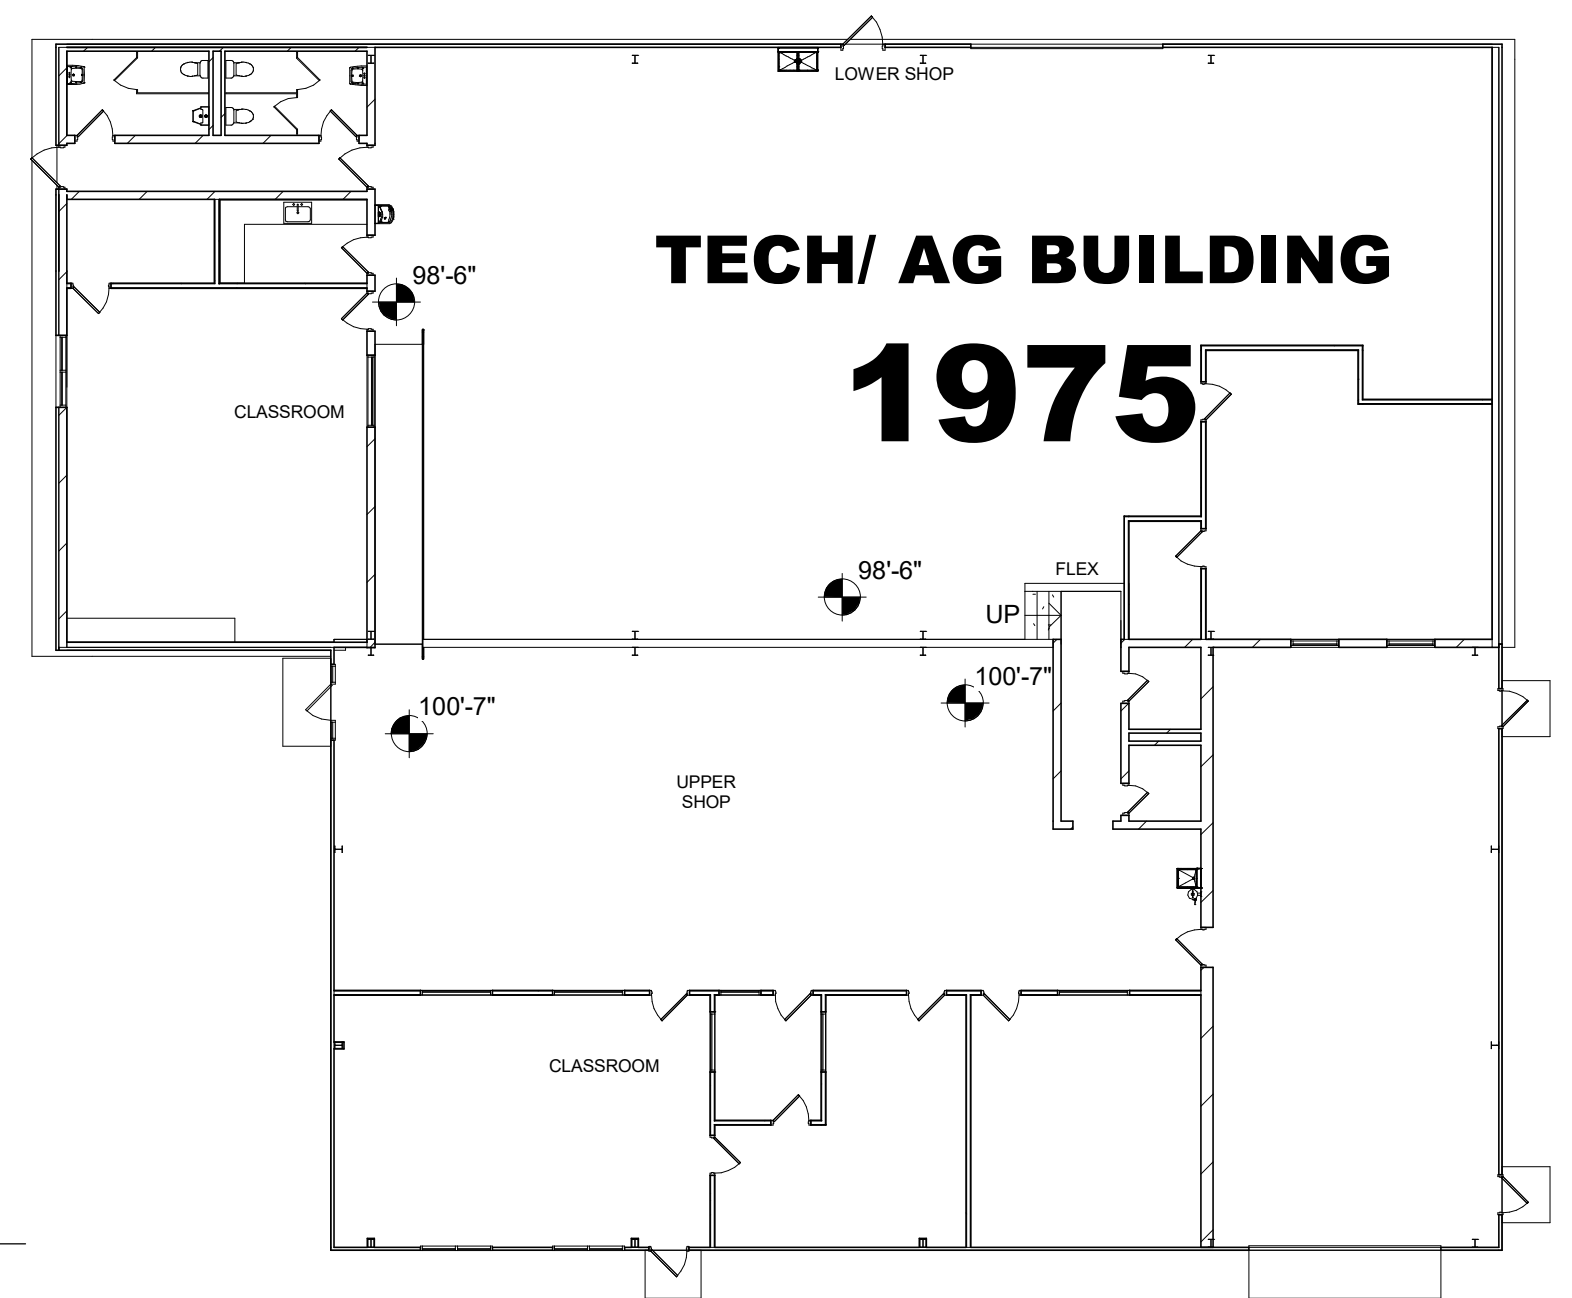 LOWER SHOP
TECH/ AG BUILDING
98'-6"
1975
CLASSROOM
98'-6"
FLEX
UP
100'-7"
100'-7"
UPPER
SHOP
CLASSROOM